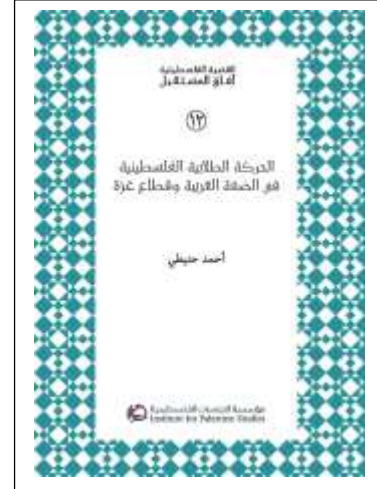 القضية الفلسطينية
آفاق المستقبل
١٣
الحركة الطلابية الفلسطينية
في الضفة الغربية وقطاع غزة
أحمد حنيطي
مؤسسة الدراسات الفلسطينية
Institute for Palestine Studies